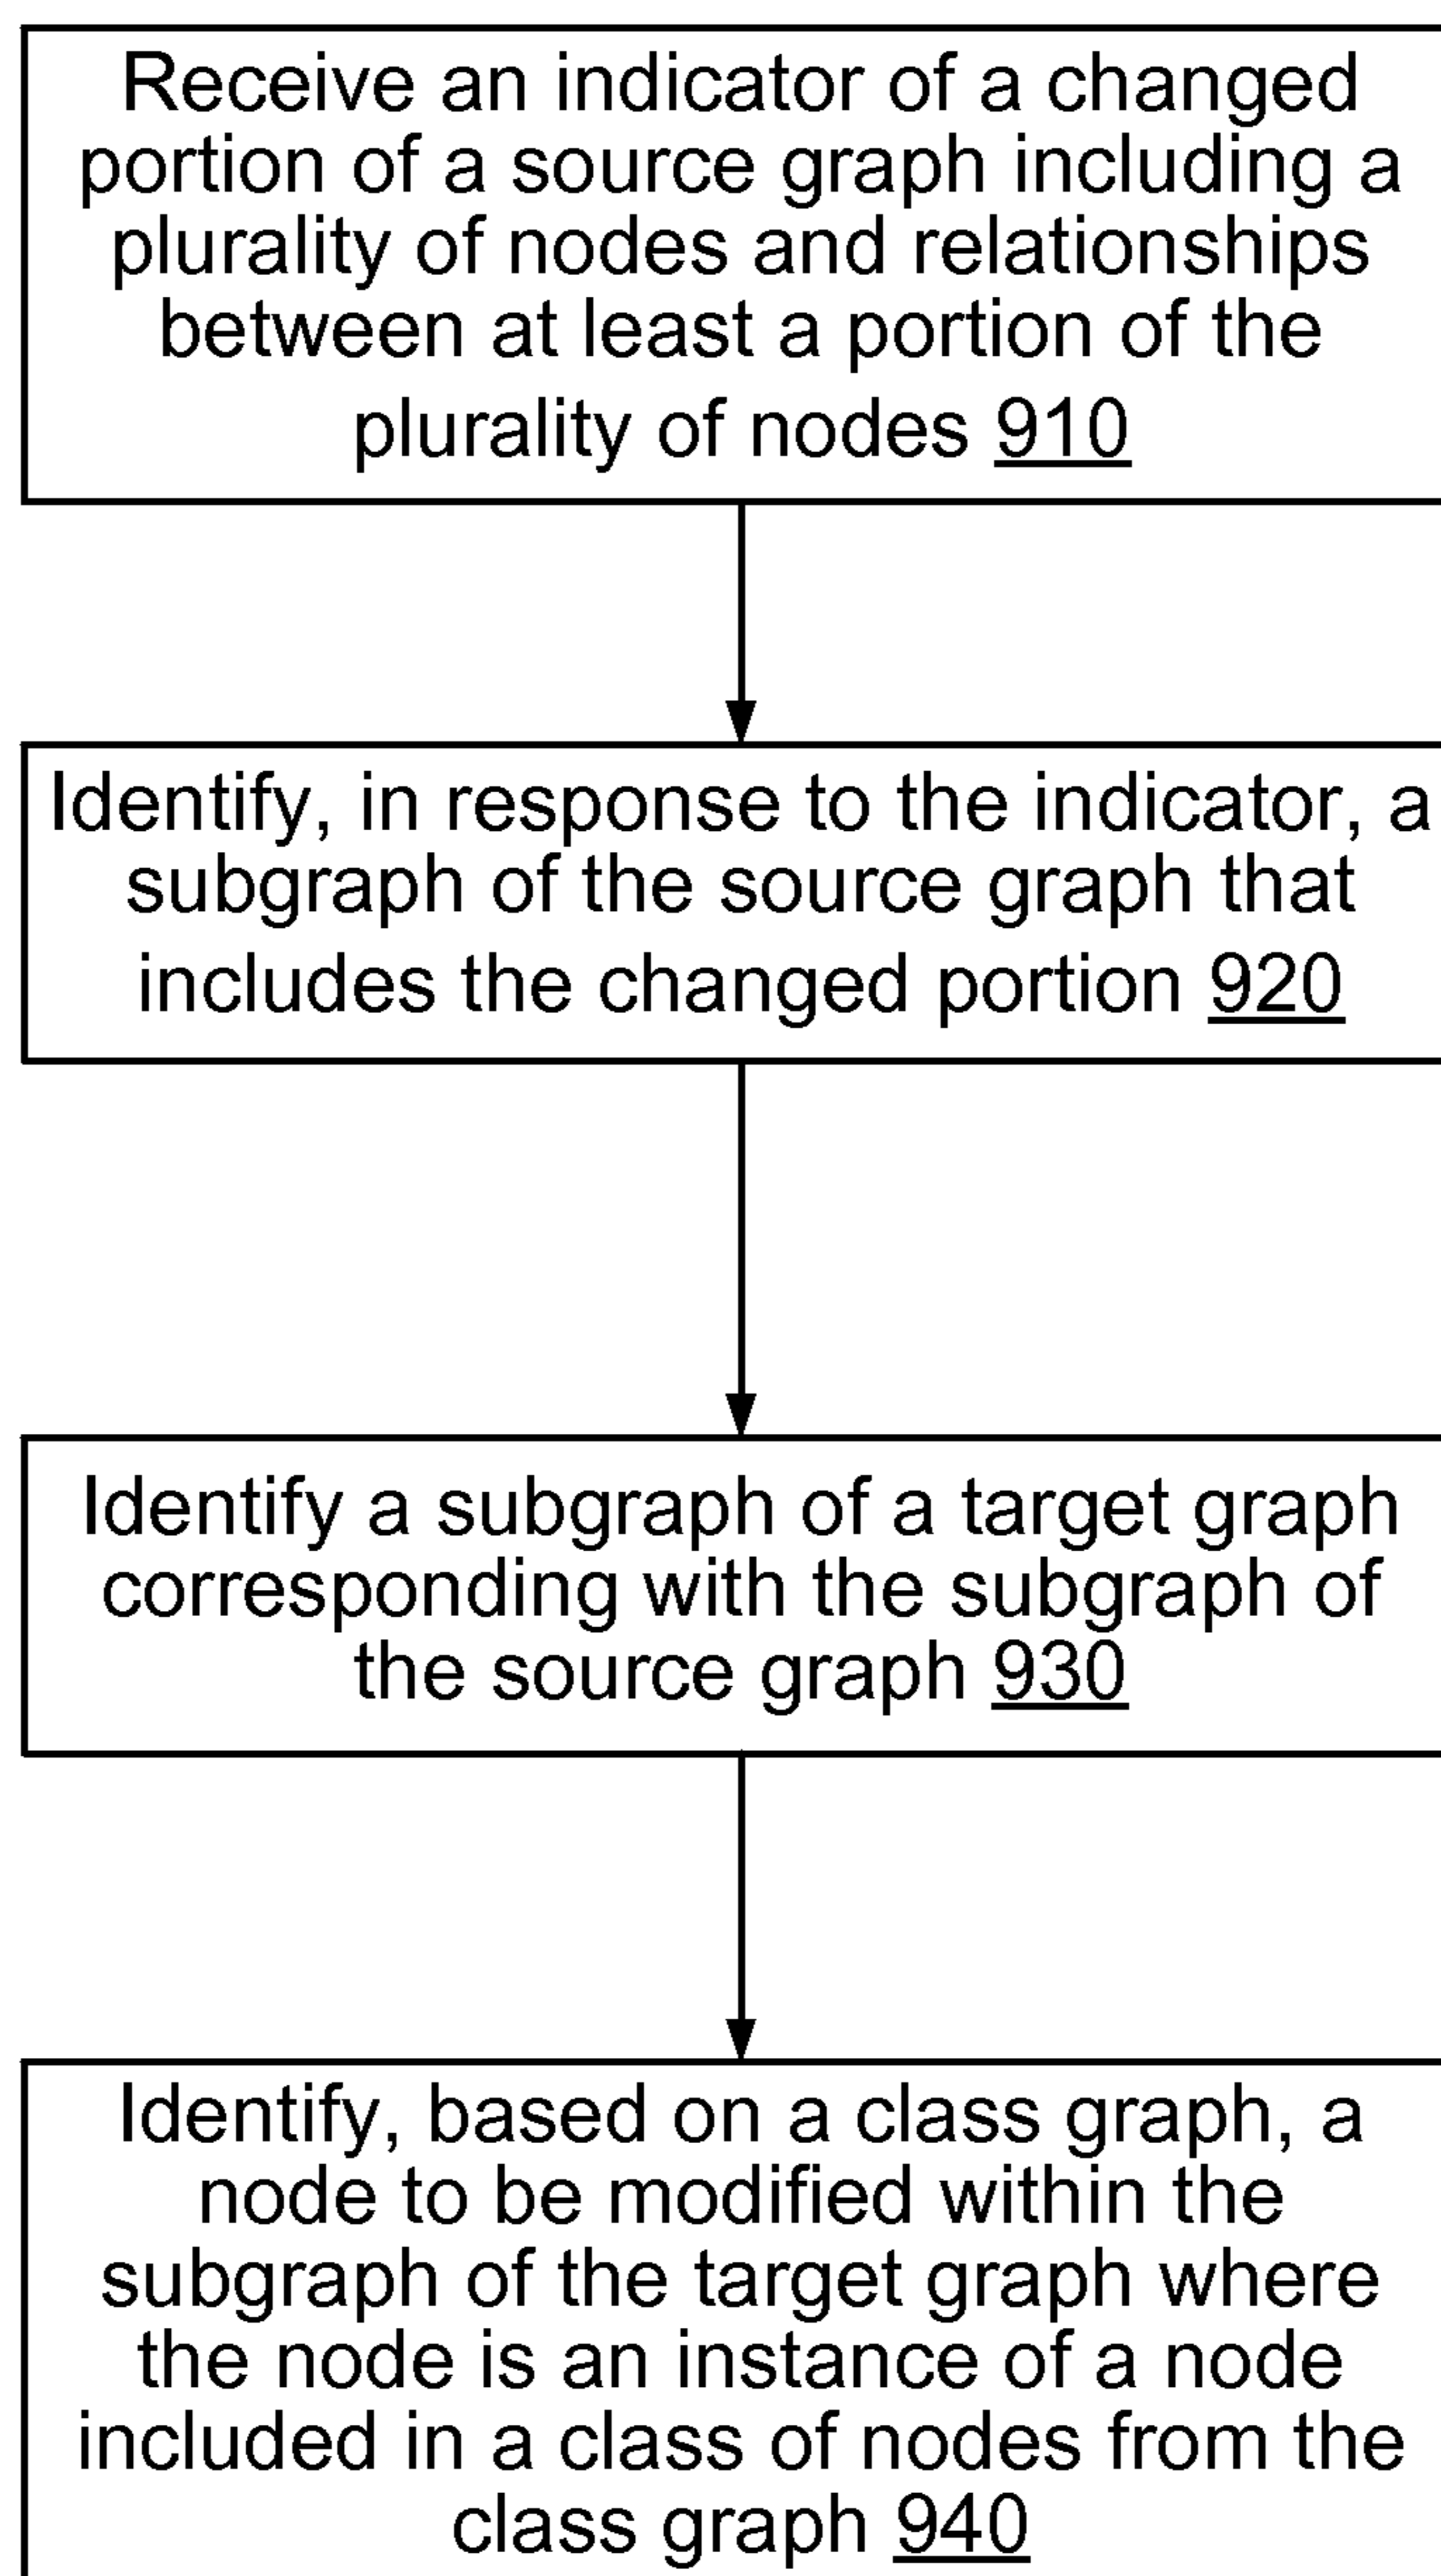 Receive an indicator of a changed
portion of a source graph including a
plurality of nodes and relationships
between at least a portion of the
plurality of nodes 910
Identify, in response to the indicator, a
subgraph of the source graph that
includes the changed portion 920
Identify a subgraph of a target graph
corresponding with the subgraph of
the source graph 930
Identify, based on a class graph, a
node to be modified within the
subgraph of the target graph where
the node is an instance of a node
included in a class of nodes from the
class graph 940